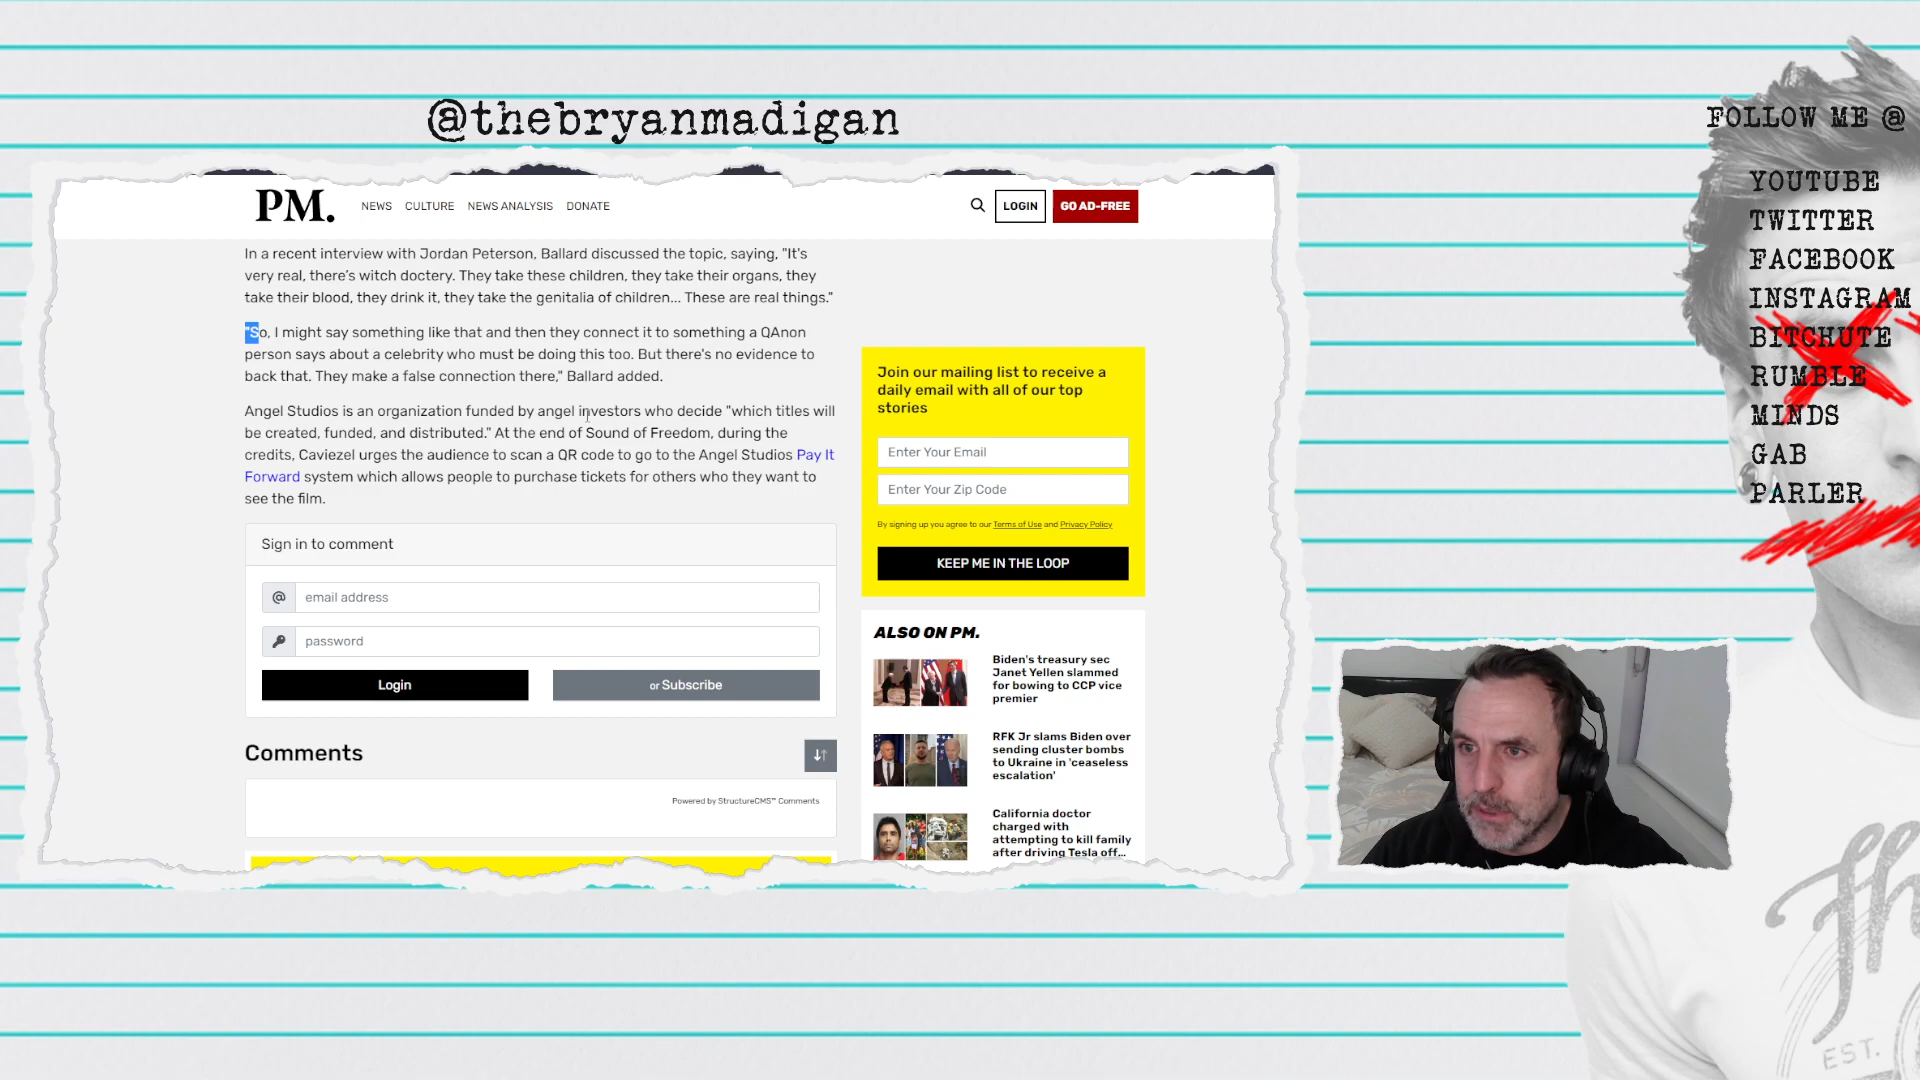 @thebryanmadigan
FOLLOW ME @
YOUTUBE
TWITTER
FACEBOOK
INSTAGRAM
BITCHUTE
RUMBLE
MINDS
GAB
PARLER
PM.
NEWS CULTURE NEWS ANALYSIS DONATE
LOGIN
GO AD-FREE
In a recent interview with Jordan Peterson, Ballard discussed the topic, saying, "It's
very real, there's witch doctery. They take these children, they take their organs, they
take their blood, they drink it, they take the genitalia of children... These are real things."
"So, I might say something like that and then they connect it to something a QAnon
person says about a celebrity who must be doing this too. But there's no evidence to
back that. They make a false connection there," Ballard added.
Angel Studios is an organization funded by angel investors who decide "which titles will
be created, funded, and distributed." At the end of Sound of Freedom, during the
credits, Caviezel urges the audience to scan a QR code to go to the Angel Studios Pay It
Forward system which allows people to purchase tickets for others who they want to
see the film.
Sign in to comment
@ email address
password
Login
or Subscribe
Comments
Powered by StructureCMS™ Comments
Join our mailing list to receive a
daily email with all of our top
stories
Enter Your Email
Enter Your Zip Code
By signing up you agree to our Terms of Use and Privacy Policy
KEEP ME IN THE LOOP
ALSO ON PM.
Biden's treasury sec
Janet Yellen slammed
for bowing to CCP vice
premier
RFK Jr slams Biden over
sending cluster bombs
to Ukraine in 'ceaseless
escalation'
California doctor
charged with
attempting to kill family
after driving Tesla off...
EST.